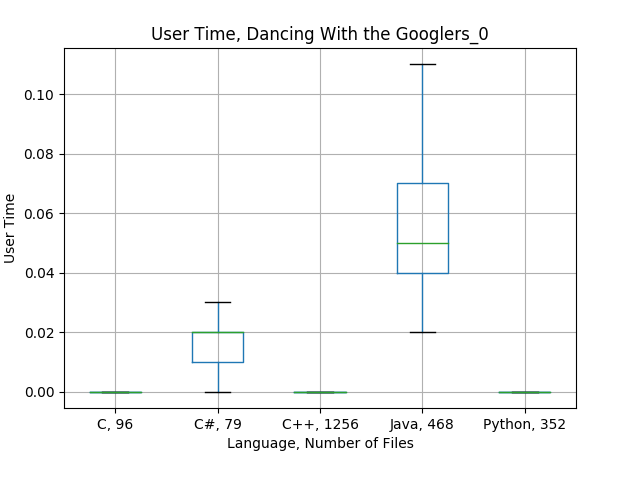 User Time, Dancing With the Googlers_0
User Time
0.10
0.08
0.06
0.04
0.02
0.00
C, 96
C#, 79
C++, 1256
Java, 468
Python, 352
Language, Number of Files